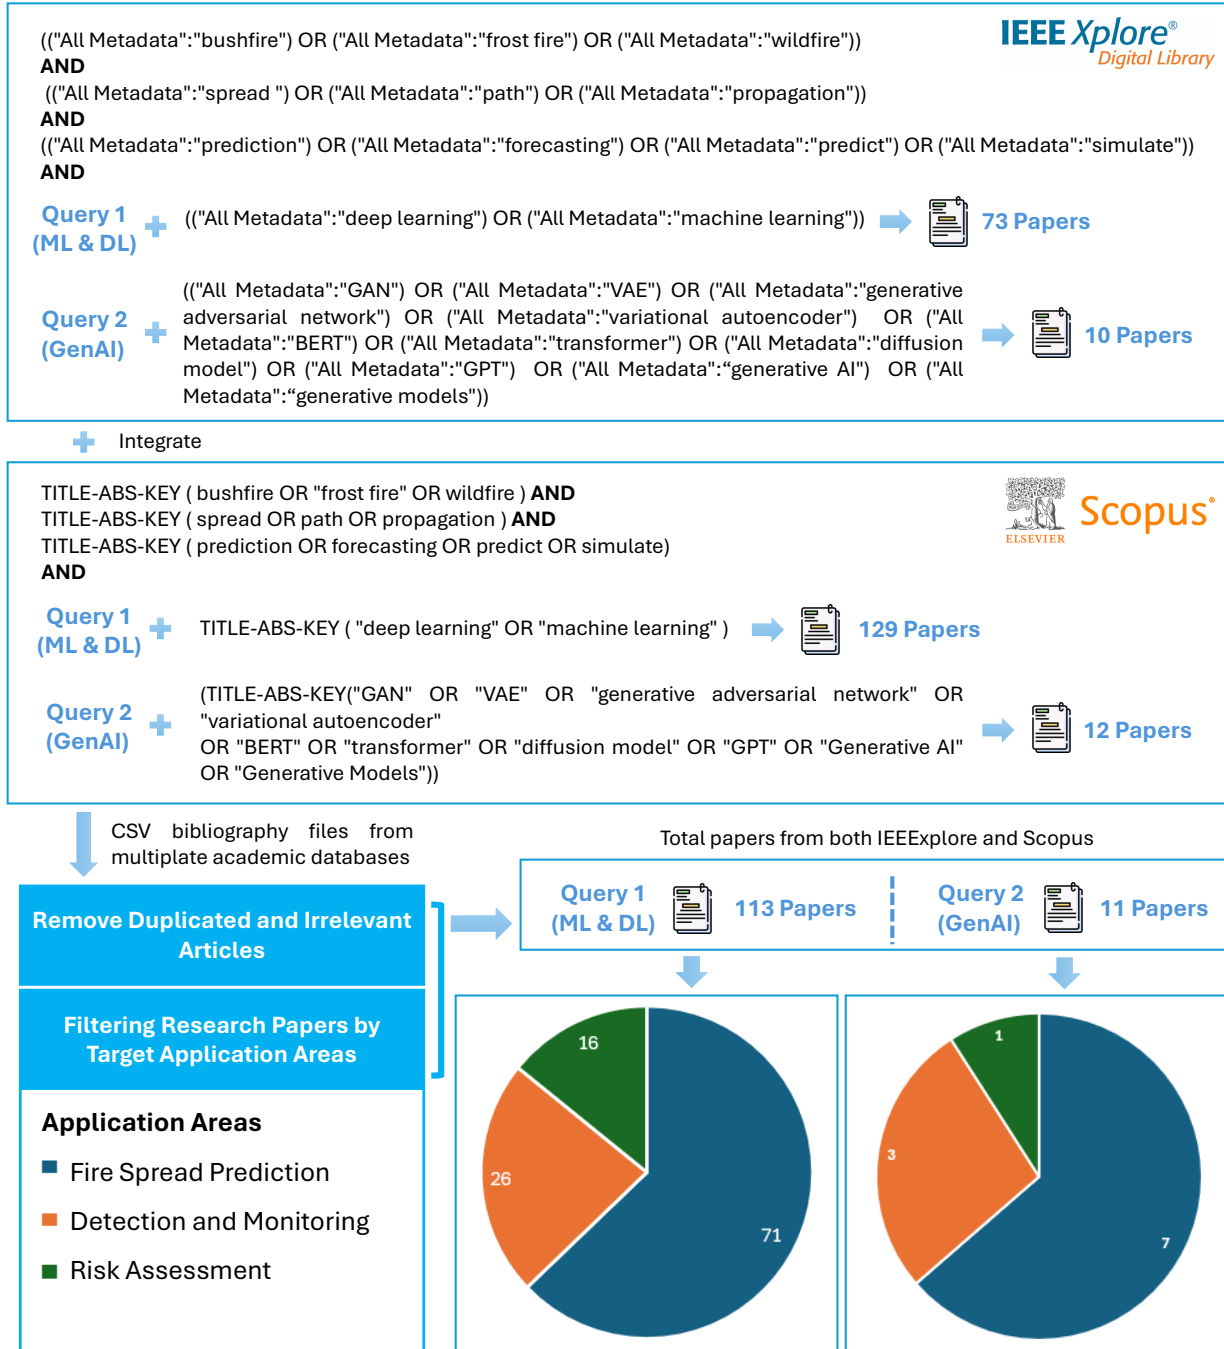 (("All Metadata":"bushfire") OR ("All Metadata":"frost fire") OR ("All Metadata":"wildfire"))
IEEE Xplore®
Digital Library
AND
(("All Metadata":"spread ") OR ("All Metadata":"path") OR ("All Metadata":"propagation"))
AND
(("All Metadata":"prediction") OR ("All Metadata":"forecasting") OR ("All Metadata":"predict") OR ("All Metadata":"simulate"))
AND
Query 1
(ML & DL)
(("All Metadata":"deep learning") OR ("All Metadata":"machine learning"))
73 Papers
Query 2
(GenAI)
(("All Metadata":"GAN") OR ("All Metadata":"VAE") OR ("All Metadata":"generative
adversarial network") OR ("All Metadata":"variational autoencoder") OR ("All
Metadata":"BERT") OR ("All Metadata":"transformer") OR ("All Metadata":"diffusion
model") OR ("All Metadata":"GPT") OR ("All Metadata":“generative AI") OR ("All
Metadata":“generative models"))
10 Papers
Integrate
TITLE-ABS-KEY ( bushfire OR "frost fire" OR wildfire ) AND
TITLE-ABS-KEY ( spread OR path OR propagation ) AND
TITLE-ABS-KEY ( prediction OR forecasting OR predict OR simulate)
AND
ELSEVIER
Scopus®
Query 1
(ML & DL)
TITLE-ABS-KEY ( "deep learning" OR "machine learning" )
129 Papers
Query 2
(GenAI)
(TITLE-ABS-KEY("GAN" OR "VAE" OR "generative adversarial network" OR
"variational autoencoder"
OR "BERT" OR "transformer" OR "diffusion model" OR "GPT" OR "Generative AI"
OR "Generative Models"))
12 Papers
CSV bibliography files from
multiplate academic databases
Total papers from both IEEExplore and Scopus
Remove Duplicated and Irrelevant
Articles
Query 1
(ML & DL)
113 Papers
Query 2
(GenAI)
11 Papers
Filtering Research Papers by
Target Application Areas
Application Areas
Fire Spread Prediction
Detection and Monitoring
Risk Assessment
16
26
71
1
3
7